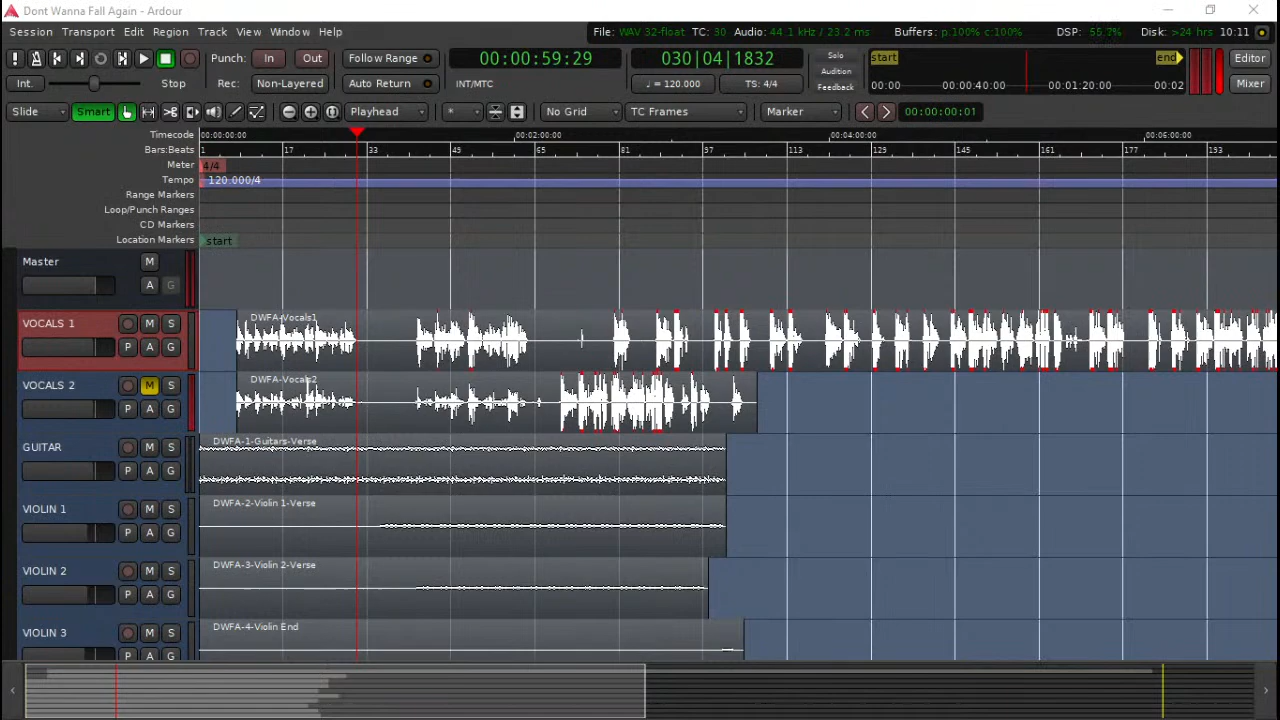 Dont Wanna Fall Again - Ardour
Session Transport Edit Region Track View Window Help
File: WAV 32-float TC: 30 Audio: 44.1 kHz / 23.2 ms Buffers: p:100% c:100% DSP: 55.7% Disk: >24 hrs 10:11
Punch: In Out Follow Range 00:00:59:29 030|04|1832 Solo Audition Feedback start end Editor
Int. Stop Rec: Non-Layered Auto Return INT/MTC ♩ = 120.000 TS: 4/4 00:00 00:00:40:00 00:01:20:00 00:02 Mixer
Slide Smart Playhead * No Grid TC Frames Marker 00:00:00:01
Timecode 00:00:00:00 00:02:00:00 00:04:00:00 00:06:00:00
Bars:Beats 1 17 33 49 65 81 97 113 129 145 161 177 193
Meter 4/4
Tempo 120.000/4
Range Markers
Loop/Punch Ranges
CD Markers
Location Markers start
Master M
A G
VOCALS 1 M S DWFA-Vocals1
P A G
VOCALS 2 M S DWFA-Vocals2
P A G
GUITAR M S DWFA-1-Guitars-Verse
P A G
VIOLIN 1 M S DWFA-2-Violin 1-Verse
P A G
VIOLIN 2 M S DWFA-3-Violin 2-Verse
P A G
VIOLIN 3 M S DWFA-4-Violin End
P A G